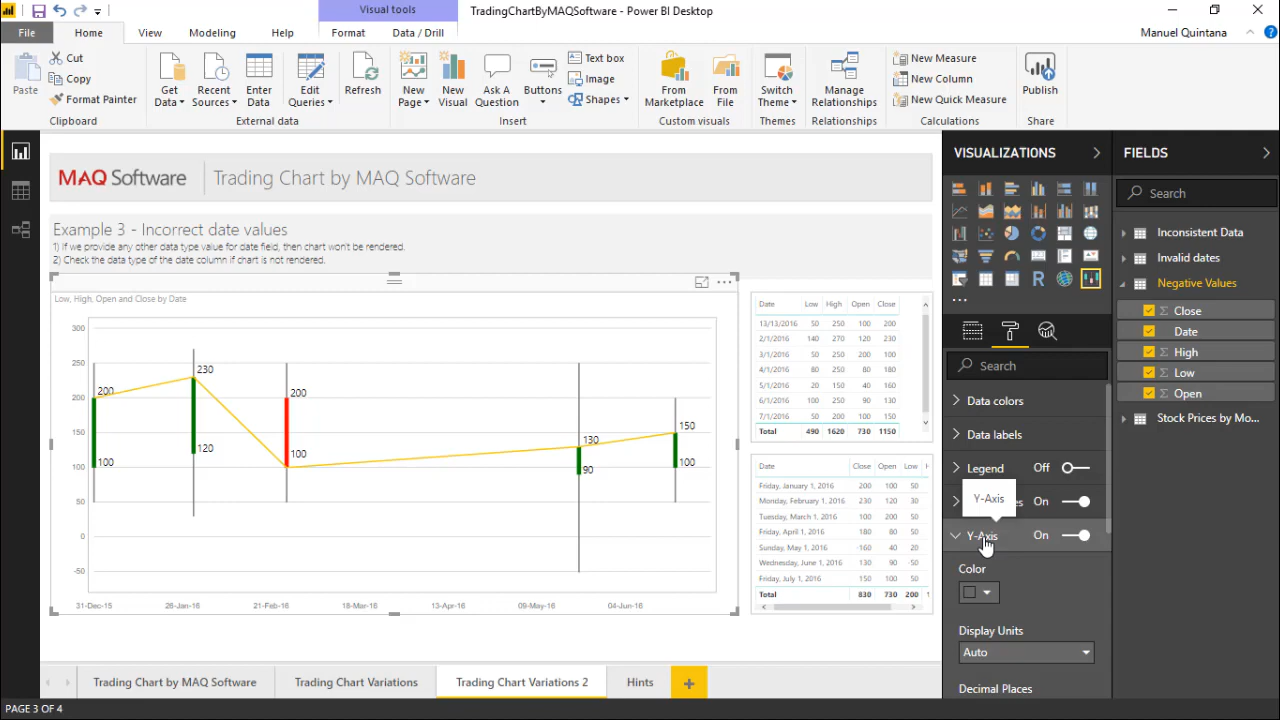 Visual tools
TradingChartByMAQSoftware - Power BI Desktop
File
Home
View
Modeling
Help
Format
Data / Drill
Manuel Quintana
Paste
Cut
Copy
Format Painter
Clipboard
Get Data
Recent Sources
Enter Data
External data
Edit Queries
Refresh
New Page
New Visual
Ask A Question
Buttons
Text box
Image
Shapes
Insert
From Marketplace
From File
Custom visuals
Switch Theme
Themes
Manage Relationships
Relationships
New Measure
New Column
New Quick Measure
Calculations
Publish
Share
MAQ Software
Trading Chart by MAQ Software
Example 3 - Incorrect date values
1) If we provide any other data type value for date field, then chart won't be rendered.
2) Check the data type of the date column if chart is not rendered.
Low, High, Open and Close by Date
300
250
200
150
100
50
0
-50
200
100
230
120
200
100
130
90
150
100
31-Dec-15 26-Jan-16 21-Feb-16 18-Mar-16 13-Apr-16 09-May-16 04-Jun-16
Date Low High Open Close
13/13/2016 50 250 100 200
2/1/2016 140 270 120 230
3/1/2016 50 250 200 100
4/1/2016 80 250 80 180
5/1/2016 20 150 40 160
6/1/2016 100 250 90 130
7/1/2016 50 200 100 150
Total 490 1620 730 1150
Date Close Open Low
Friday, January 1, 2016 200 100 50
Monday, February 1, 2016 230 120 30
Tuesday, March 1, 2016 100 200 50
Friday, April 1, 2016 180 80 50
Sunday, May 1, 2016 -160 40 20
Wednesday, June 1, 2016 130 90 -50
Friday, July 1, 2016 150 100 50
Total 830 730 200
VISUALIZATIONS
R
Search
Data colors
Data labels
Legend Off
Y-Axis
On
Y-Axis On
Color
Display Units
Auto
Decimal Places
FIELDS
Search
Inconsistent Data
Invalid dates
Negative Values
Σ Close
Date
Σ High
Σ Low
Σ Open
Stock Prices by Mo...
Trading Chart by MAQ Software
Trading Chart Variations
Trading Chart Variations 2
Hints
PAGE 3 OF 4